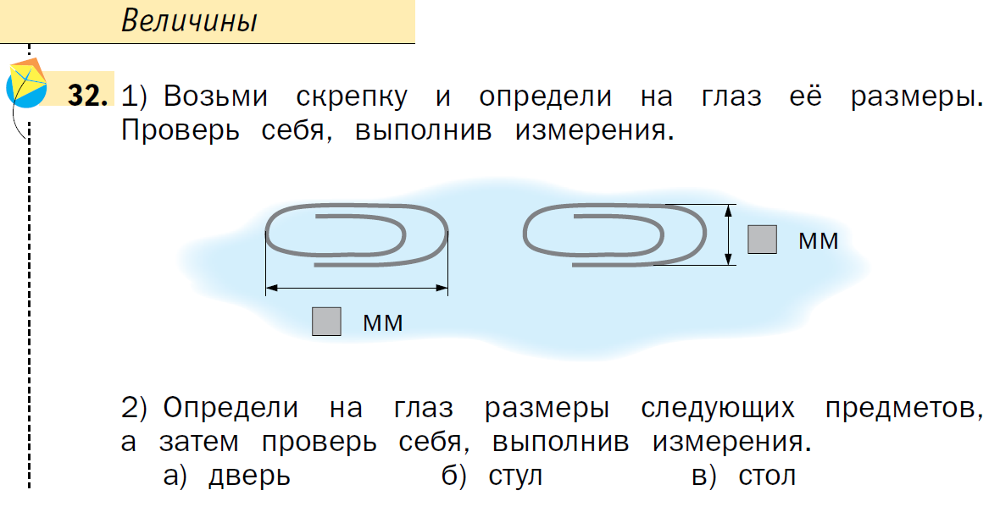 Величины
32. 1) Возьми скрепку и определи на глаз её размеры.
Проверь себя, выполнив измерения.
мм
мм
2) Определи на глаз размеры следующих предметов,
а затем проверь себя, выполнив измерения.
а) дверь б) стул в) стол